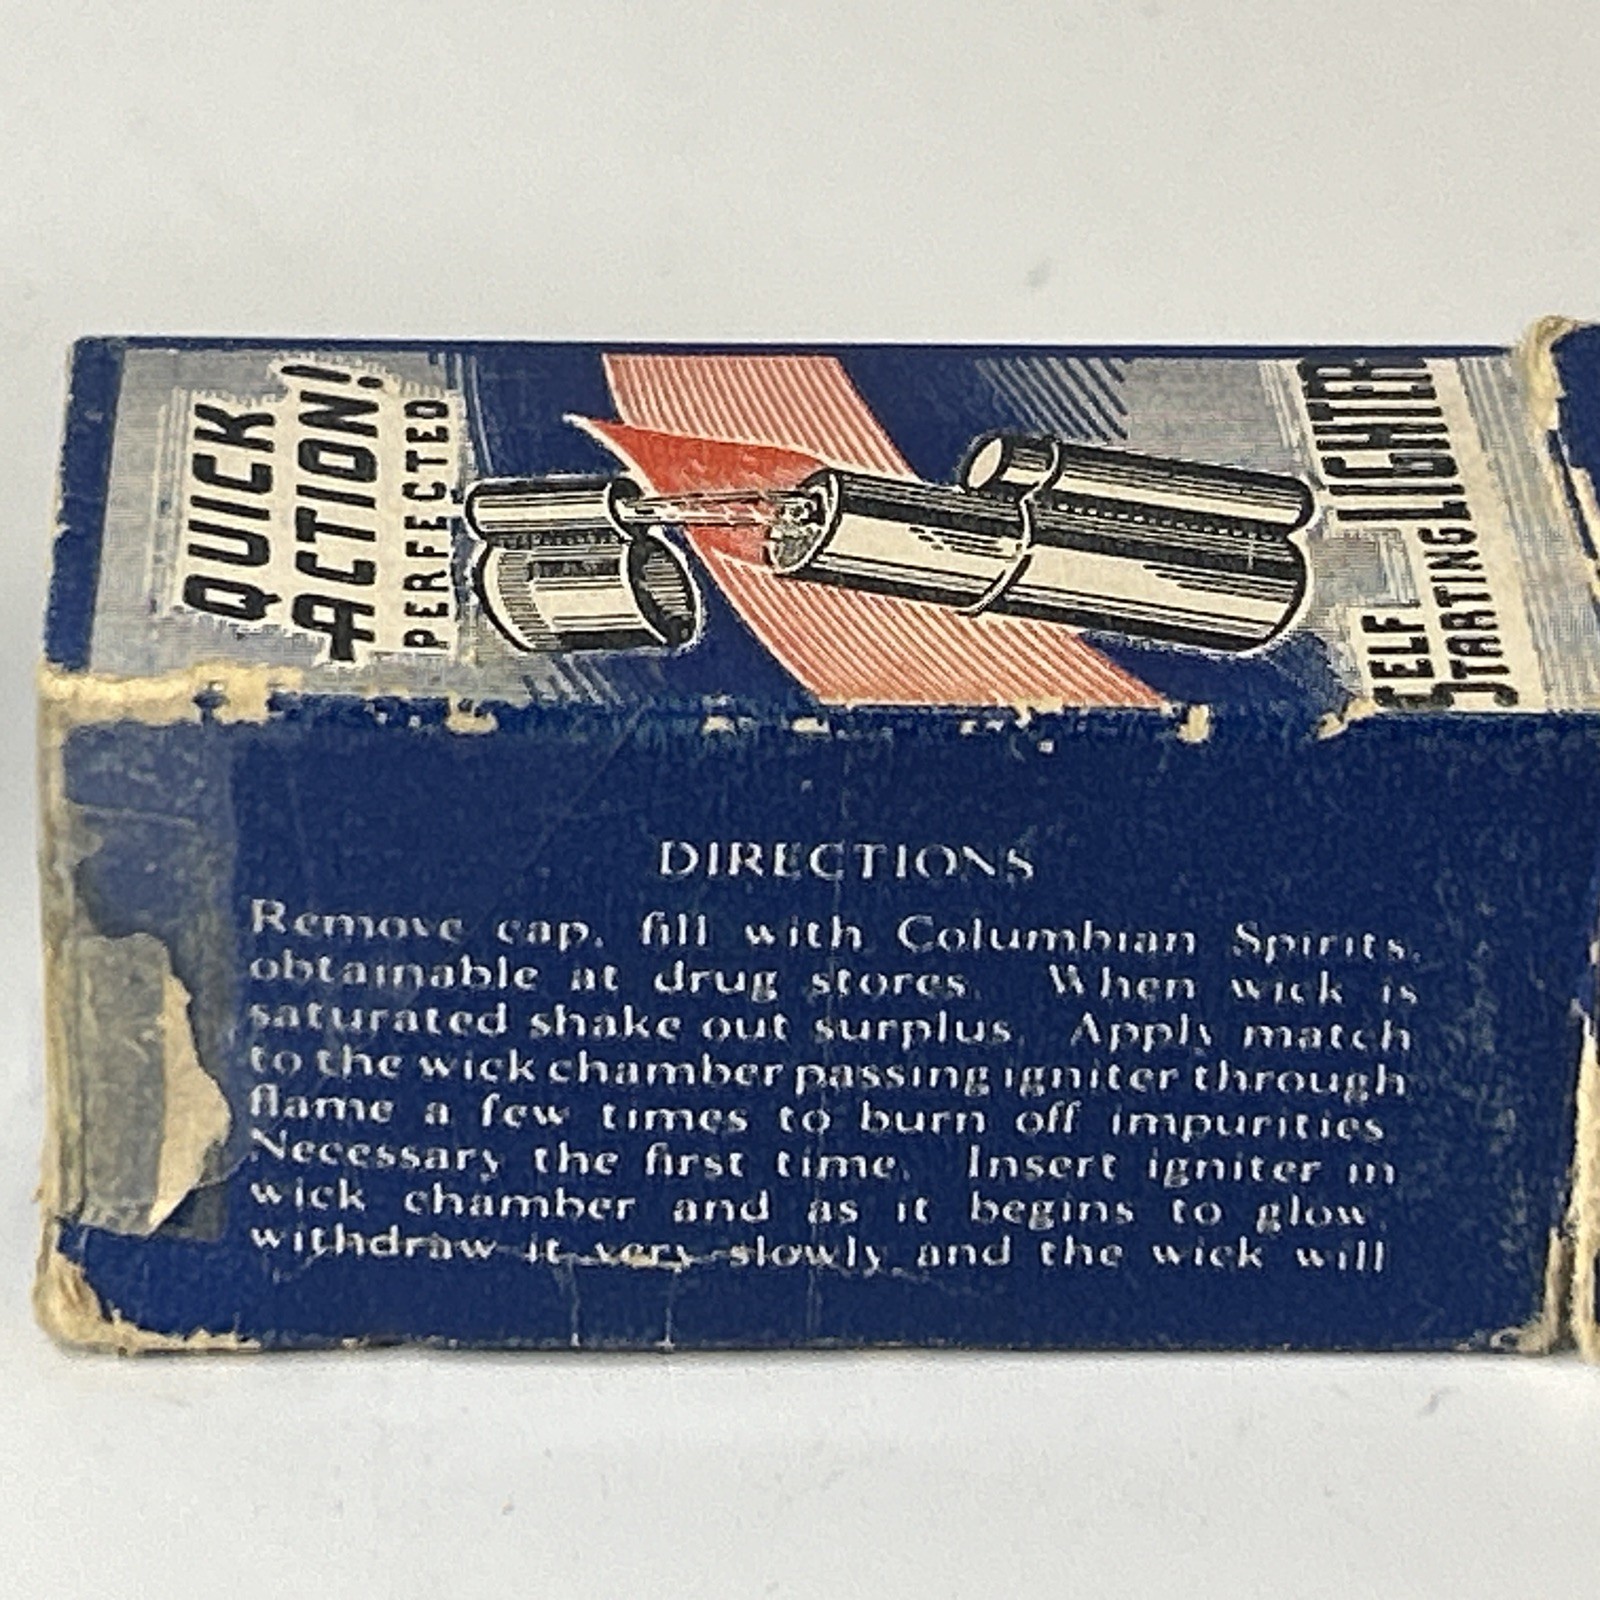 QUICK
ACTION!
PERFECTED
SELF
STARTING LIGHTER
DIRECTIONS
Remove cap, fill with Columbian Spirits,
obtainable at drug stores. When wick is
saturated shake out surplus. Apply match
to the wick chamber passing igniter through
flame a few times to burn off impurities
Necessary the first time. Insert igniter in
wick chamber and as it begins to glow,
withdraw it very slowly and the wick will